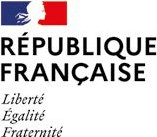 RÉPUBLIQUE
FRANÇAISE
Liberté
Égalité
Fraternité